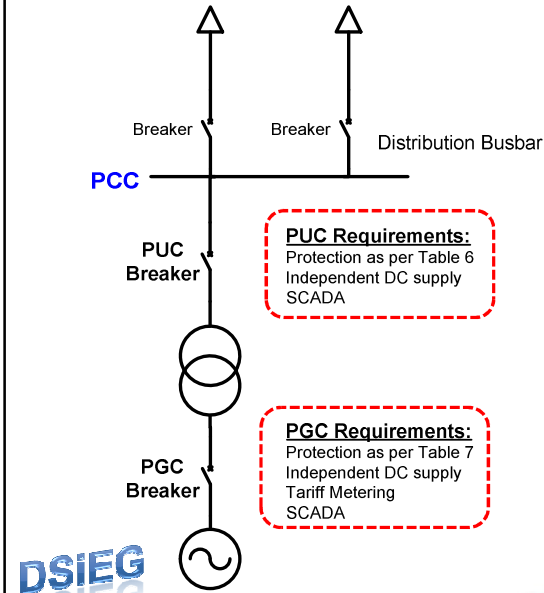 Breaker
Breaker
Distribution Busbar
PCC
PUC
Breaker
PUC Requirements:
Protection as per Table 6
Independent DC supply
SCADA
PGC
Breaker
PGC Requirements:
Protection as per Table 7
Independent DC supply
Tariff Metering
SCADA
DSiEG